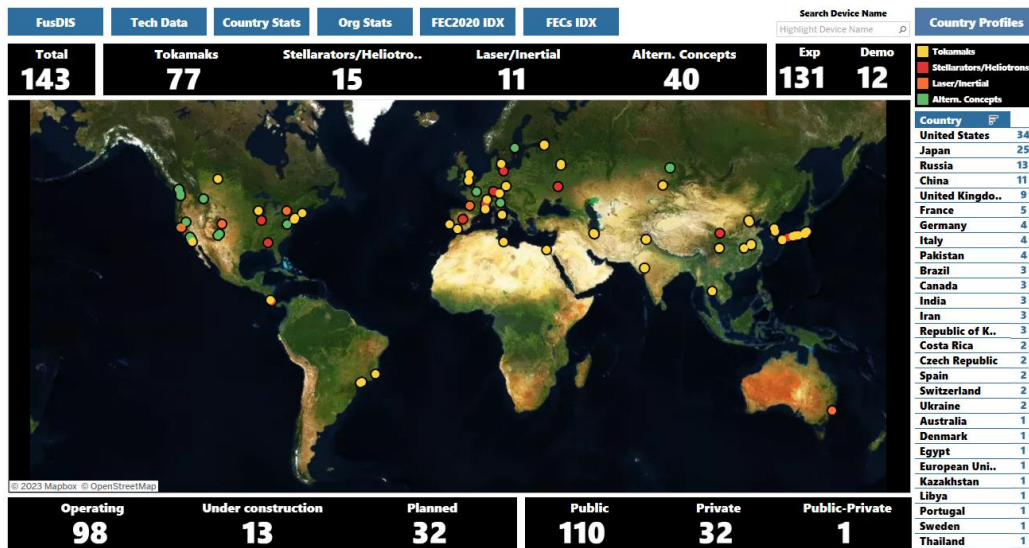 FusDIS Tech Data Country Stats Org Stats FEC2020 IDX FECs IDX
Search Device Name
Highlight Device Name
Country Profiles
Total Tokamaks Stellarators/Heliotro.. Laser/Inertial Altern. Concepts Exp Demo
143 77 15 11 40 131 12
Tokamaks
Stellarators/Heliotrons
Laser/Inertial
Altern. Concepts
Country
United States 34
Japan 25
Russia 13
China 11
United Kingdo.. 9
France 5
Germany 4
Italy 4
Pakistan 4
Brazil 3
Canada 3
India 3
Iran 3
Republic of K.. 3
Costa Rica 2
Czech Republic 2
Spain 2
Switzerland 2
Ukraine 2
Australia 1
Denmark 1
Egypt 1
European Uni.. 1
Kazakhstan 1
Libya 1
Portugal 1
Sweden 1
Thailand 1
© 2023 Mapbox © OpenStreetMap
Operating Under construction Planned Public Private Public-Private
98 13 32 110 32 1